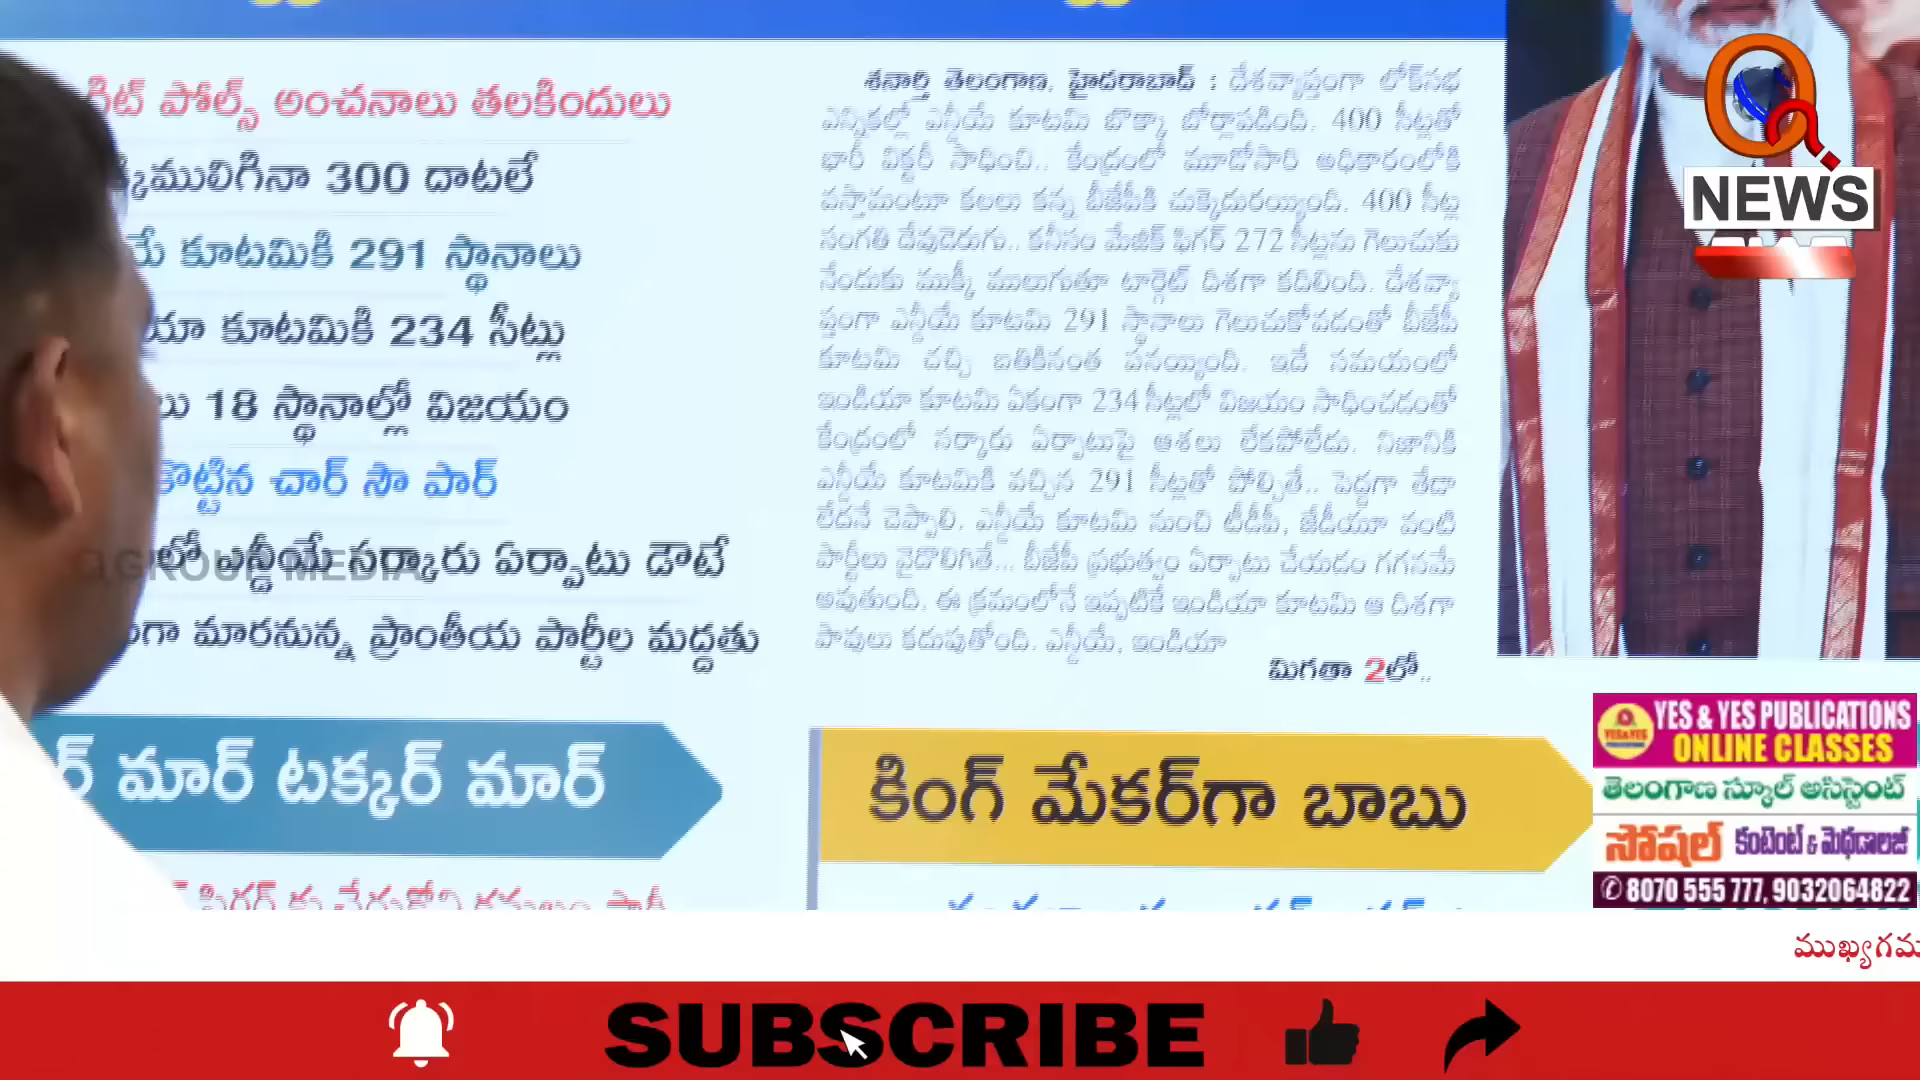 పోల్స్ అంచనాలు తలకిందులు
300 దాటలే
కూటమికి 291 స్థానాలు
కూటమికి 234 సీట్లు
18 స్థానాల్లో విజయం
చార్ సౌ పార్
ఎన్డీయే సర్కారు ఏర్పాటు డౌటే
మారనున్న ప్రాంతీయ పార్టీల మద్దతు
QGROUP MEDIA
శనార్తి తెలంగాణ, హైదరాబాద్ : దేశవ్యాప్తంగా లోక్‌సభ
ఎన్నికల్లో ఎన్డీయే కూటమి బొక్కా బోర్లాపడింది. 400 సీట్లతో
భారీ విక్టరీ సాధించి.. కేంద్రంలో మూడోసారి అధికారంలోకి
వస్తామంటూ కలలు కన్న బీజేపీకి చుక్కెదురయ్యింది. 400 సీట్ల
సంగతి దేవుడెరుగు.. కనీసం మేజిక్ ఫిగర్ 272 సీట్లను గెలుచుకు
నేందుకు ముక్కీ ములుగుతూ టార్గెట్ దిశగా కదిలింది. దేశవ్యా
ప్తంగా ఎన్డీయే కూటమి 291 స్థానాలు గెలుచుకోవడంతో బీజేపీ
కూటమి చచ్చి బతికినంత పనయ్యింది. ఇదే సమయంలో
ఇండియా కూటమి ఏకంగా 234 సీట్లలో విజయం సాధించడంతో
కేంద్రంలో సర్కారు ఏర్పాటుపై ఆశలు లేకపోలేదు. నిజానికి
ఎన్డీయే కూటమికి వచ్చిన 291 సీట్లతో పోల్చితే.. పెద్దగా తేడా
లేదనే చెప్పాలి. ఎన్డీయే కూటమి నుంచి టీడీపీ, జేడీయూ వంటి
పార్టీలు వైదొలిగితే... బీజేపీ ప్రభుత్వం ఏర్పాటు చేయడం గగనమే
అవుతుంది. ఈ క్రమంలోనే ఇప్పటికే ఇండియా కూటమి ఆ దిశగా
పావులు కదుపుతోంది. ఎన్డీయే, ఇండియా
మిగతా 2లో..
మార్ టక్కర్ మార్
కింగ్ మేకర్‌గా బాబు
Q NEWS
YES & YES PUBLICATIONS
ONLINE CLASSES
తెలంగాణ స్కూల్ అసిస్టెంట్
సోషల్ కంటెంట్ & మెథడాలజీ
8070 555 777, 9032064822
SUBSCRIBE